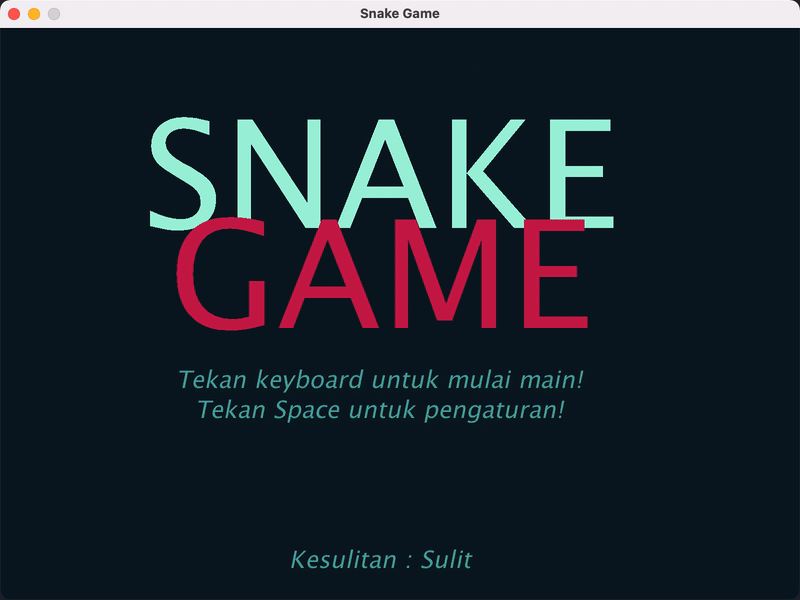 Snake Game
SNAKE
GAME
Tekan keyboard untuk mulai main!
Tekan Space untuk pengaturan!
Kesulitan : Sulit